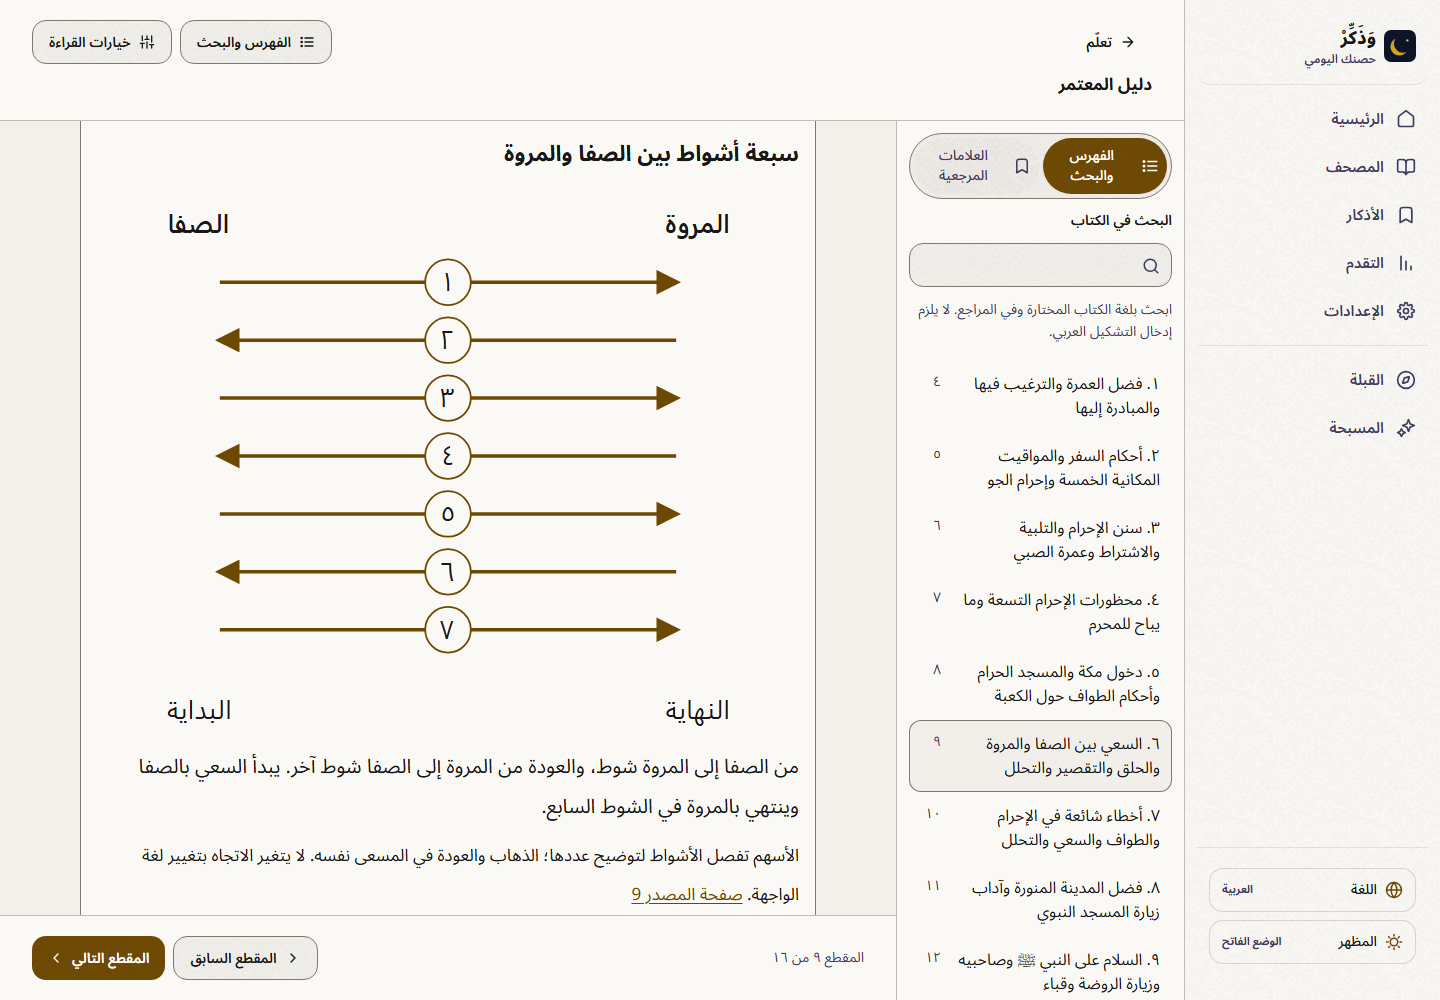 وَذَكِّرْ
حصنك اليومي
الرئيسية
المصحف
الأذكار
التقدم
الإعدادات
القبلة
المسبحة
اللغة
العربية
المظهر
الوضع الفاتح
تعلّم
دليل المعتمر
الفهرس والبحث
خيارات القراءة
الفهرس
والبحث
العلامات
المرجعية
البحث في الكتاب
ابحث بلغة الكتاب المختارة وفي المراجع. لا يلزم
إدخال التشكيل العربي.
١. فضل العمرة والترغيب فيها ٤
والمبادرة إليها
٢. أحكام السفر والمواقيت ٥
المكانية الخمسة وإحرام الجو
٣. سنن الإحرام والتلبية ٦
والاشتراط وعمرة الصبي
٤. محظورات الإحرام التسعة وما ٧
يباح للمحرم
٥. دخول مكة والمسجد الحرام ٨
وأحكام الطواف حول الكعبة
٦. السعي بين الصفا والمروة ٩
والحلق والتقصير والتحلل
٧. أخطاء شائعة في الإحرام ١٠
والطواف والسعي والتحلل
٨. فضل المدينة المنورة وآداب ١١
زيارة المسجد النبوي
٩. السلام على النبي ﷺ وصاحبيه ١٢
وزيارة الروضة وقباء
سبعة أشواط بين الصفا والمروة
المروة الصفا
١
٢
٣
٤
٥
٦
٧
النهاية البداية
من الصفا إلى المروة شوط، والعودة من المروة إلى الصفا شوط آخر. يبدأ السعي بالصفا
وينتهي بالمروة في الشوط السابع.
الأسهم تفصل الأشواط لتوضيح عددها؛ الذهاب والعودة في المسعى نفسه. لا يتغير الاتجاه بتغيير لغة
الواجهة. صفحة المصدر 9
المقطع ٩ من ١٦
المقطع السابق
المقطع التالي